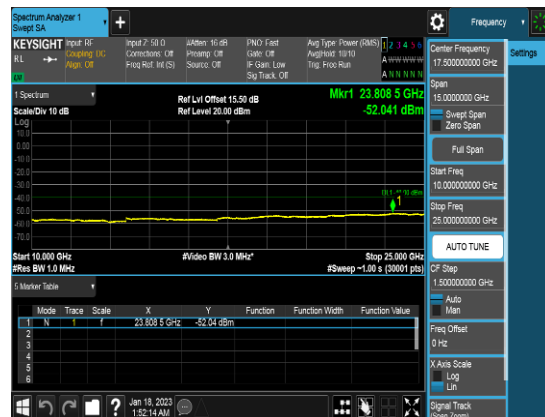 Spectrum Analyzer 1
Swept SA
Frequency
KEYSIGHT
RL
Input: RF
Coupling: DC
Align: Off
Input Z: 50 Ω
Corrections: Off
Freq Ref: Int (S)
#Atten: 16 dB
Preamp: Off
Source: Off
PNO: Fast
Gate: Off
IF Gain: Low
Sig Track: Off
Avg Type: Power (RMS)
Avg|Hold: 10/10
Trig: Free Run
1 2 3 4 5 6
A W W W W W
A N N N N N
1 Spectrum
Scale/Div 10 dB
Log
Ref Lvl Offset 15.50 dB
Ref Level 20.00 dBm
Mkr1 23.808 5 GHz
-52.041 dBm
10.0
0.00
-10.0
-20.0
-30.0
-40.0
-50.0
-60.0
-70.0
1
Start 10.000 GHz
#Res BW 1.0 MHz
#Video BW 3.0 MHz*
Stop 25.000 GHz
#Sweep ~1.00 s (30001 pts)
5 Marker Table
Mode Trace Scale X Y Function Function Width Function Value
1 N 1 f 23.808 5 GHz -52.04 dBm
2
3
4
5
6
Jan 18, 2023
1:52:14 AM
Settings
Center Frequency
17.500000000 GHz
Span
15.0000000 GHz
Swept Span
Zero Span
Full Span
Start Freq
10.000000000 GHz
Stop Freq
25.000000000 GHz
AUTO TUNE
CF Step
1.500000000 GHz
Auto
Man
Freq Offset
0 Hz
X Axis Scale
Log
Lin
Signal Track
(Span Zoom)